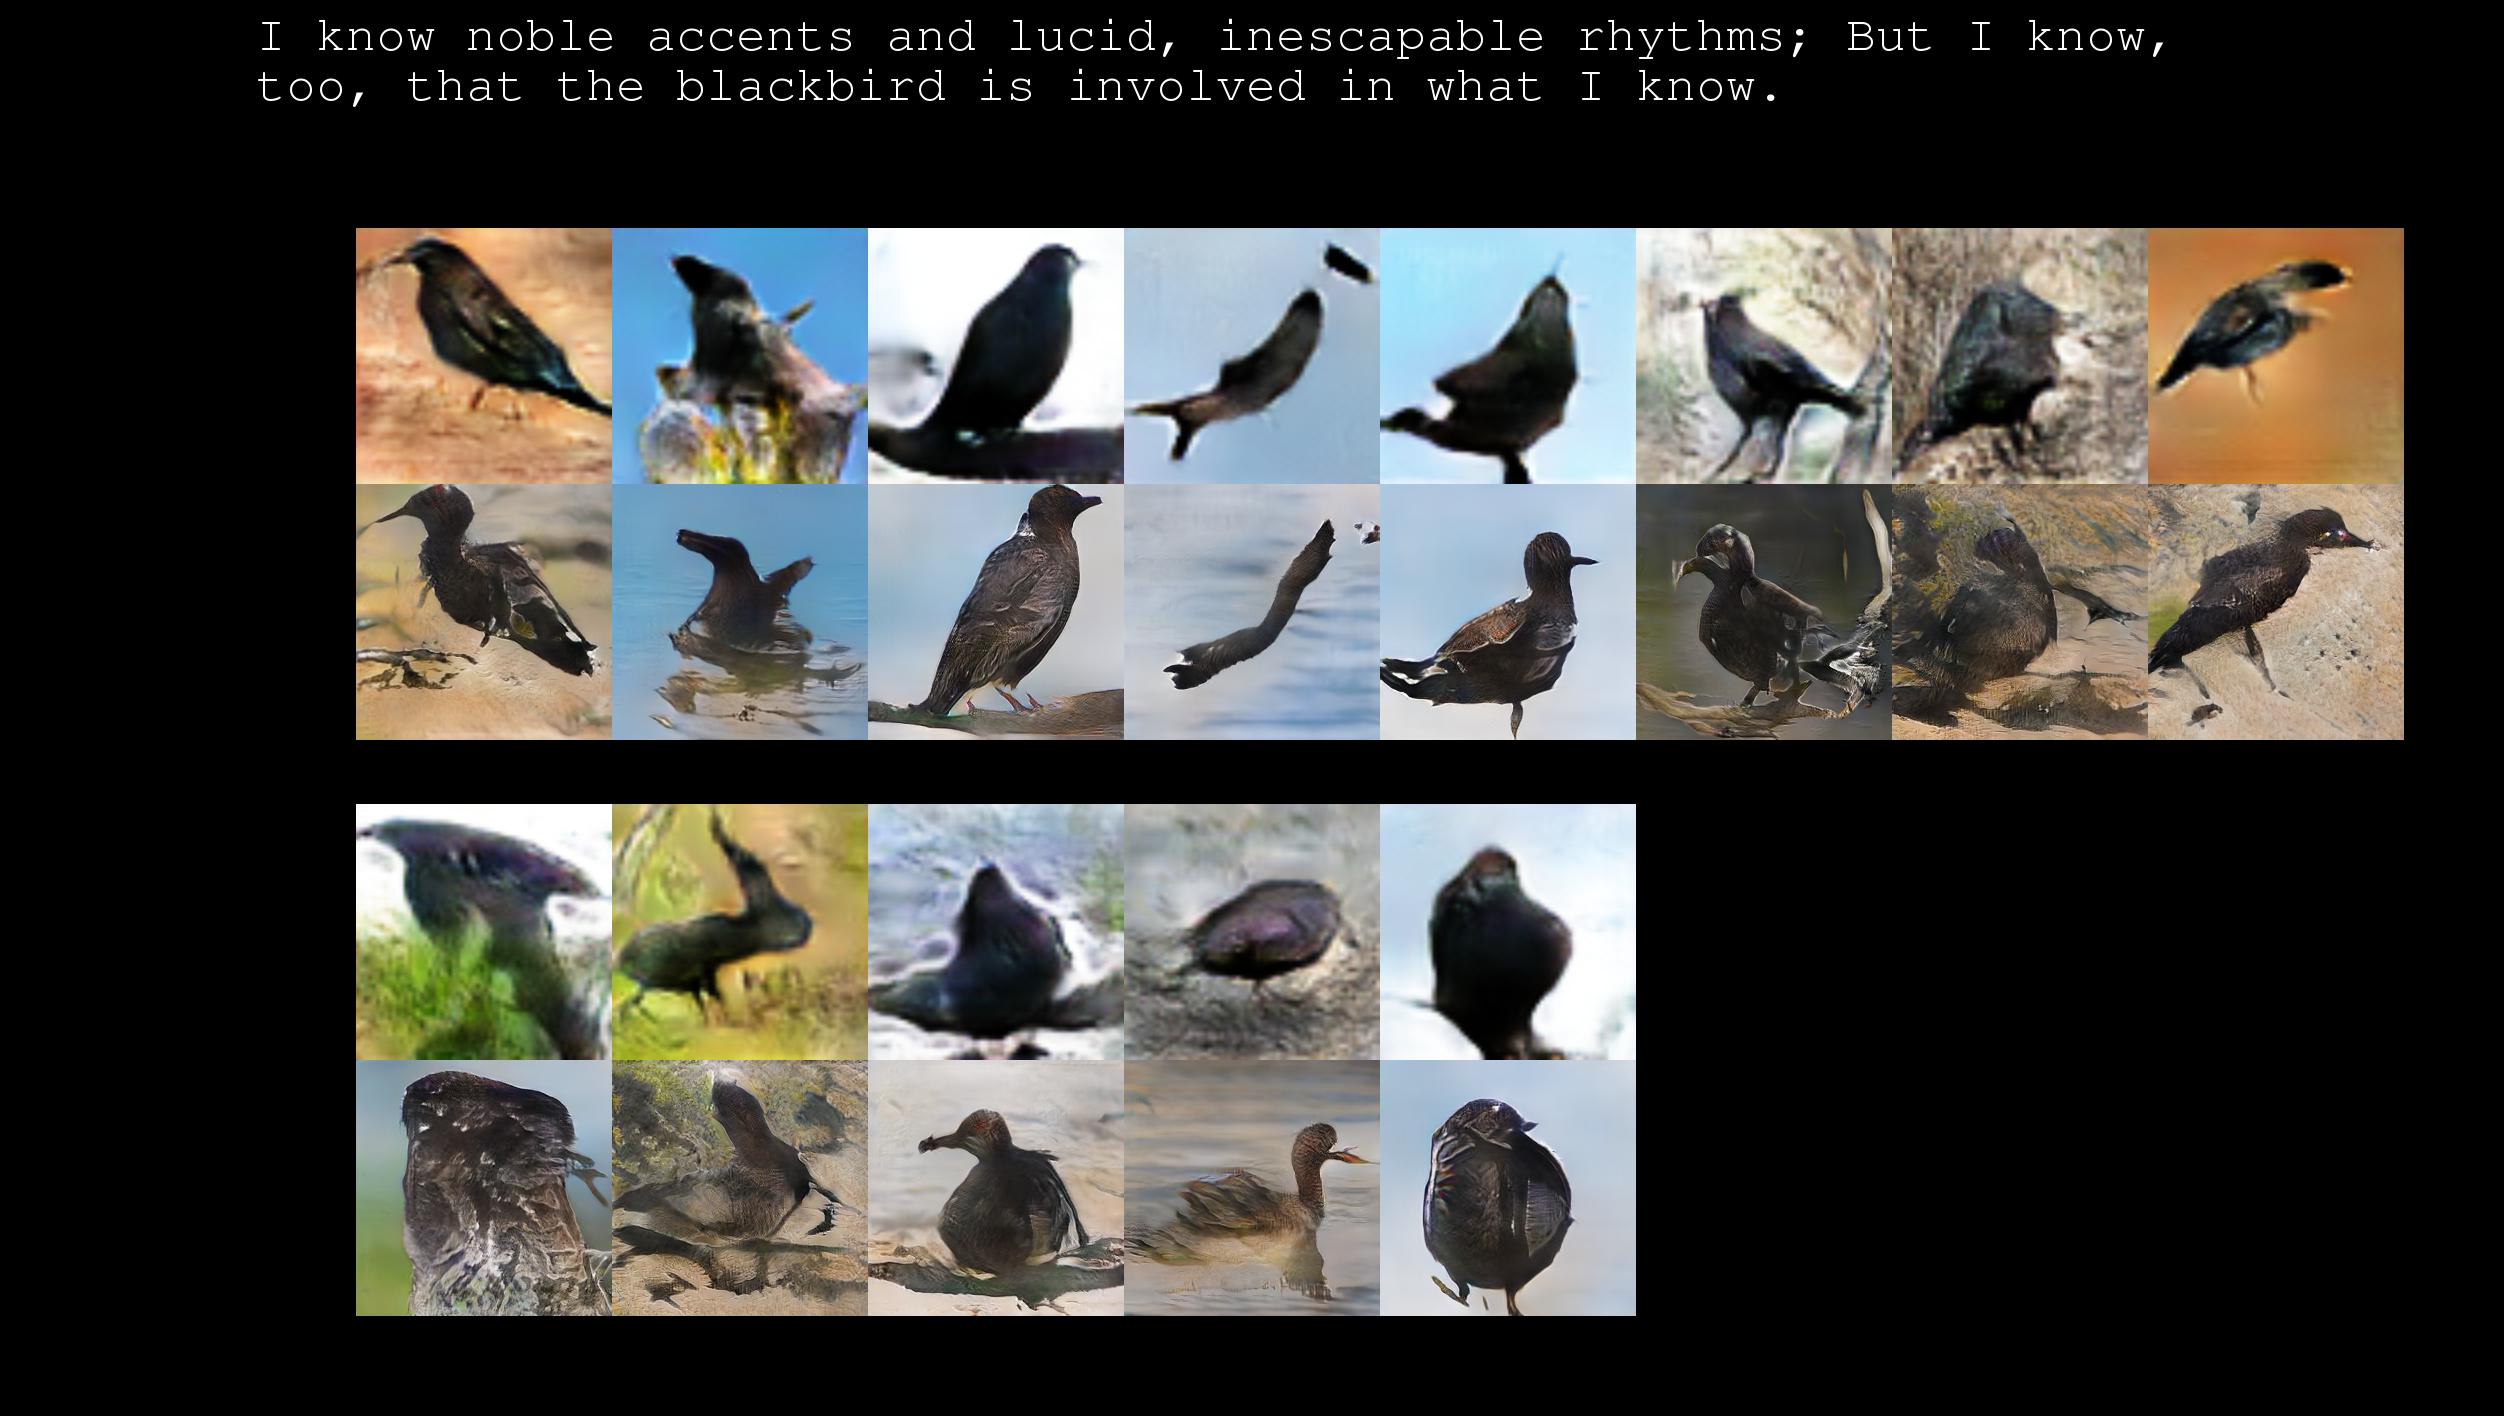 I know noble accents and lucid, inescapable rhythms; But I know,
too, that the blackbird is involved in what I know.